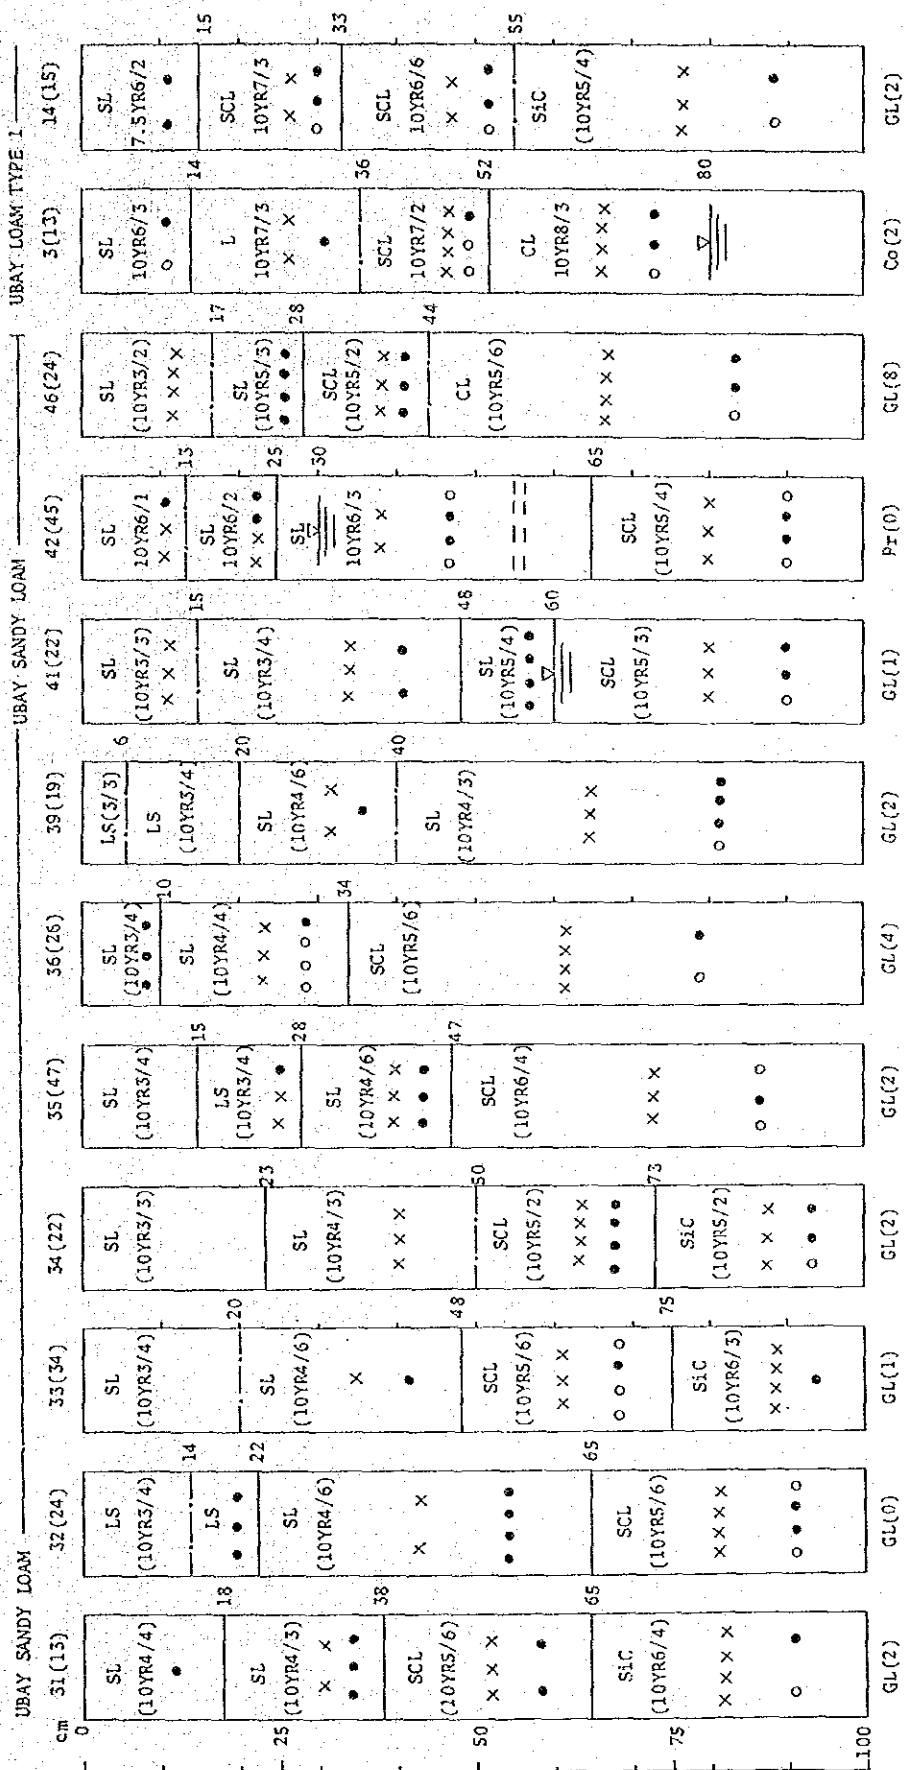 UBAY SANDY LOAM
UBAY SANDY LOAM
UBAY LOAM TYPE I
cm
0
25
50
75
100
31(13)
SL
(10YR4/4)
18
SL
(10YR4/3)
38
SCL
(10YR5/6)
65
SiC
(10YR6/4)
GL(2)
32(24)
LS
(10YR3/4)
14
LS
22
SL
(10YR4/6)
65
SCL
(10YR5/6)
GL(0)
33(34)
SL
(10YR3/4)
20
SL
(10YR4/6)
48
SCL
(10YR5/6)
75
SiC
(10YR6/3)
GL(1)
34(22)
SL
(10YR3/3)
23
SL
(10YR4/3)
50
SCL
(10YR5/2)
73
SiC
(10YR5/2)
GL(2)
35(47)
SL
(10YR3/4)
15
LS
(10YR3/4)
28
SL
(10YR4/6)
47
SCL
(10YR6/4)
GL(2)
36(26)
SL
(10YR3/4)
10
SL
(10YR4/4)
34
SCL
(10YR5/6)
GL(4)
39(19)
LS(3/3)
6
LS
(10YR3/4)
20
SL
(10YR4/6)
40
SL
(10YR4/3)
GL(2)
41(22)
SL
(10YR3/3)
15
SL
(10YR3/4)
48
SL
(10YR5/4)
60
SCL
(10YR5/3)
GL(1)
42(45)
SL
10YR6/1
13
SL
10YR6/2
25
SL
30
10YR6/3
65
SCL
(10YR5/4)
Pr(0)
46(24)
SL
(10YR3/2)
17
SL
(10YR5/3)
28
SCL
(10YR5/2)
44
CL
(10YR5/6)
GL(8)
3(13)
SL
10YR6/3
14
L
10YR7/3
36
SCL
10YR7/2
52
CL
10YR8/3
80
Co(2)
14(15)
SL
7.5YR6/2
15
SCL
10YR7/3
33
SCL
10YR6/6
55
SiC
(10YR5/4)
GL(2)